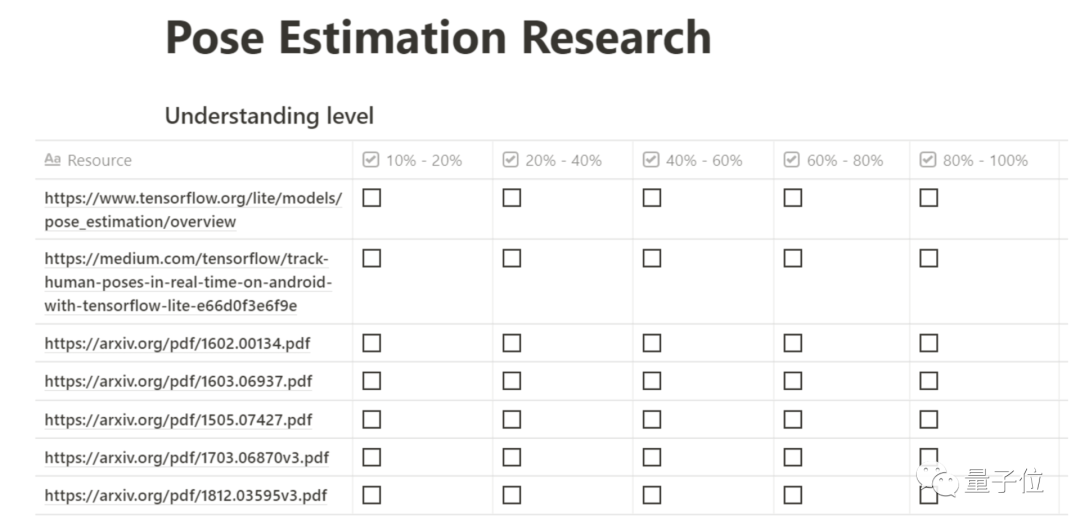 Pose Estimation Research
Understanding level
Aa Resource
10% - 20%
20% - 40%
40% - 60%
60% - 80%
80% - 100%
https://www.tensorflow.org/lite/models/
pose_estimation/overview
https://medium.com/tensorflow/track-
human-poses-in-real-time-on-android-
with-tensorflow-lite-e66d0f3e6f9e
https://arxiv.org/pdf/1602.00134.pdf
https://arxiv.org/pdf/1603.06937.pdf
https://arxiv.org/pdf/1505.07427.pdf
https://arxiv.org/pdf/1703.06870v3.pdf
https://arxiv.org/pdf/1812.03595v3.pdf
量子位